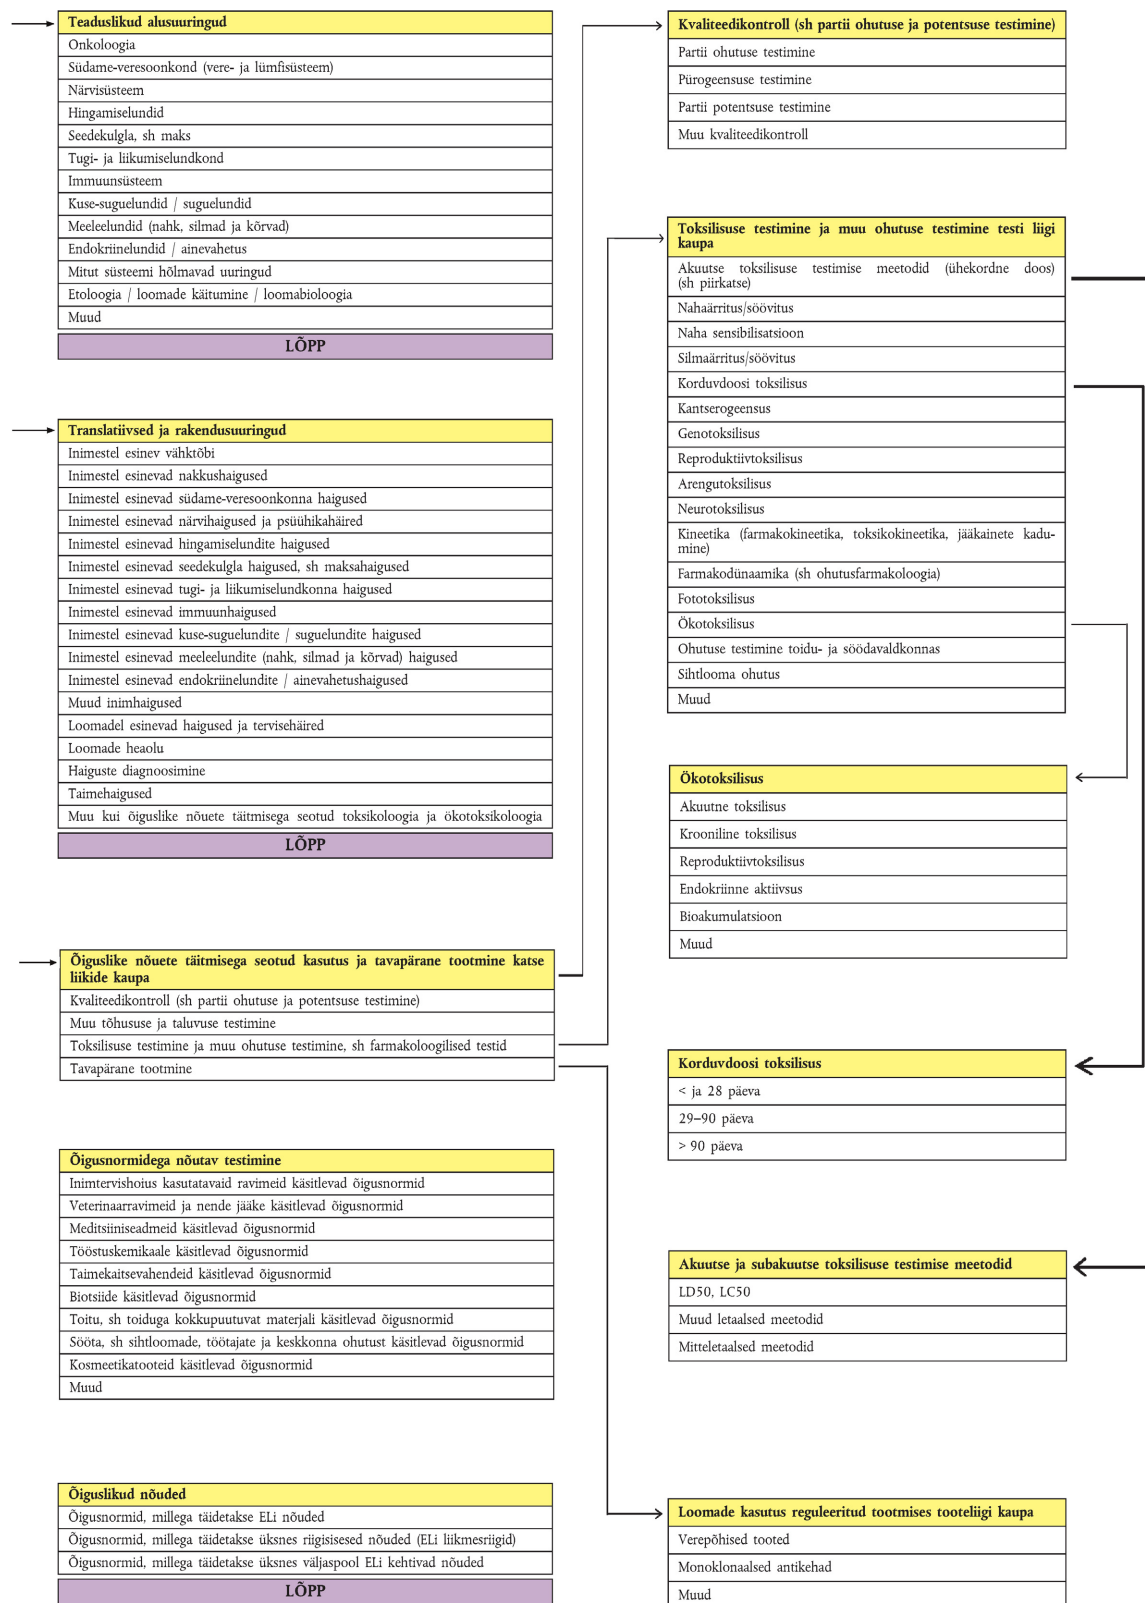 Teaduslikud alusuuringud
Onkoloogia
Südame-veresoonkond (vere- ja lümfisüsteem)
Närvisüsteem
Hingamiselundid
Seedekulgla, sh maks
Tugi- ja liikumiselundkond
Immuunsüsteem
Kuse-suguelundid / suguelundid
Meeleelundid (nahk, silmad ja kõrvad)
Endokriinelundid / ainevahetus
Mitut süsteemi hõlmavad uuringud
Etoloogia / loomade käitumine / loomabioloogia
Muud
LÕPP
Translatiivsed ja rakendusuuringud
Inimestel esinev vähktõbi
Inimestel esinevad nakkushaigused
Inimestel esinevad südame-veresoonkonna haigused
Inimestel esinevad närvihaigused ja psüühikahäired
Inimestel esinevad hingamiselundite haigused
Inimestel esinevad seedekulgla haigused, sh maksahaigused
Inimestel esinevad tugi- ja liikumiselundkonna haigused
Inimestel esinevad immuunhaigused
Inimestel esinevad kuse-suguelundite / suguelundite haigused
Inimestel esinevad meeleelundite (nahk, silmad ja kõrvad) haigused
Inimestel esinevad endokriinelundite / ainevahetushaigused
Muud inimhaigused
Loomadel esinevad haigused ja tervisehäired
Loomade heaolu
Haiguste diagnoosimine
Taimehaigused
Muu kui õiguslike nõuete täitmisega seotud toksikoloogia ja ökotoksikoloogia
LÕPP
Õiguslike nõuete täitmisega seotud kasutus ja tavapärane tootmine katse
liikide kaupa
Kvaliteedikontroll (sh partii ohutuse ja potentsuse testimine)
Muu tõhususe ja taluvuse testimine
Toksilisuse testimine ja muu ohutuse testimine, sh farmakoloogilised testid
Tavapärane tootmine
Õigusnormidega nõutav testimine
Inimtervishoius kasutatavaid ravimeid käsitlevad õigusnormid
Veterinaarravimeid ja nende jääke käsitlevad õigusnormid
Meditsiiniseadmeid käsitlevad õigusnormid
Tööstuskemikaale käsitlevad õigusnormid
Taimekaitsevahendeid käsitlevad õigusnormid
Biotsiide käsitlevad õigusnormid
Toitu, sh toiduga kokkupuutuvat materjali käsitlevad õigusnormid
Sööta, sh sihtloomade, töötajate ja keskkonna ohutust käsitlevad õigusnormid
Kosmeetikatooteid käsitlevad õigusnormid
Muud
Õiguslikud nõuded
Õigusnormid, millega täidetakse ELi nõuded
Õigusnormid, millega täidetakse üksnes riigisisesed nõuded (ELi liikmesriigid)
Õigusnormid, millega täidetakse üksnes väljaspool ELi kehtivad nõuded
LÕPP
Kvaliteedikontroll (sh partii ohutuse ja potentsuse testimine)
Partii ohutuse testimine
Pürogeensuse testimine
Partii potentsuse testimine
Muu kvaliteedikontroll
Toksilisuse testimine ja muu ohutuse testimine testi liigi
kaupa
Akuutse toksilisuse testimise meetodid (ühekordne doos)
(sh piirkatse)
Nahaärritus/söövitus
Naha sensibilisatsioon
Silmaärritus/söövitus
Korduvdoosi toksilisus
Kantserogeensus
Genotoksilisus
Reproduktiivtoksilisus
Arengutoksilisus
Neurotoksilisus
Kineetika (farmakokineetika, toksikokineetika, jääkainete kadu-
mine)
Farmakodünaamika (sh ohutusfarmakoloogia)
Fototoksilisus
Ökotoksilisus
Ohutuse testimine toidu- ja söödavaldkonnas
Sihtlooma ohutus
Muud
Ökotoksilisus
Akuutne toksilisus
Krooniline toksilisus
Reproduktiivtoksilisus
Endokriinne aktiivsus
Bioakumulatsioon
Muud
Korduvdoosi toksilisus
< ja 28 päeva
29–90 päeva
> 90 päeva
Akuutse ja subakuutse toksilisuse testimise meetodid
LD50, LC50
Muud letaalsed meetodid
Mitteletaalsed meetodid
Loomade kasutus reguleeritud tootmises tooteliigi kaupa
Verepõhised tooted
Monoklonaalsed antikehad
Muud